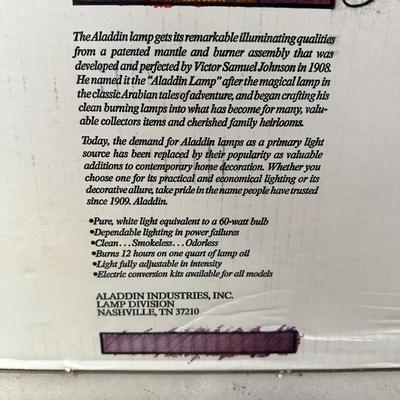 The Aladdin lamp gets its remarkable illuminating qualities
from a patented mantle and burner assembly that was
developed and perfected by Victor Samuel Johnson in 1908.
He named it the "Aladdin Lamp" after the magical lamp in
the classic Arabian tales of adventure, and began crafting his
clean burning lamps into what has become for many, valu-
able collectors items and cherished family heirlooms.
Today, the demand for Aladdin lamps as a primary light
source has been replaced by their popularity as valuable
additions to contemporary home decoration. Whether you
choose one for its practical and economical lighting or its
decorative allure, take pride in the name people have trusted
since 1909. Aladdin.
•Pure, white light equivalent to a 60-watt bulb
•Dependable lighting in power failures
•Clean...Smokeless...Odorless
•Burns 12 hours on one quart of lamp oil
•Light fully adjustable in intensity
•Electric conversion kits available for all models
ALADDIN INDUSTRIES, INC.
LAMP DIVISION
NASHVILLE, TN 37210